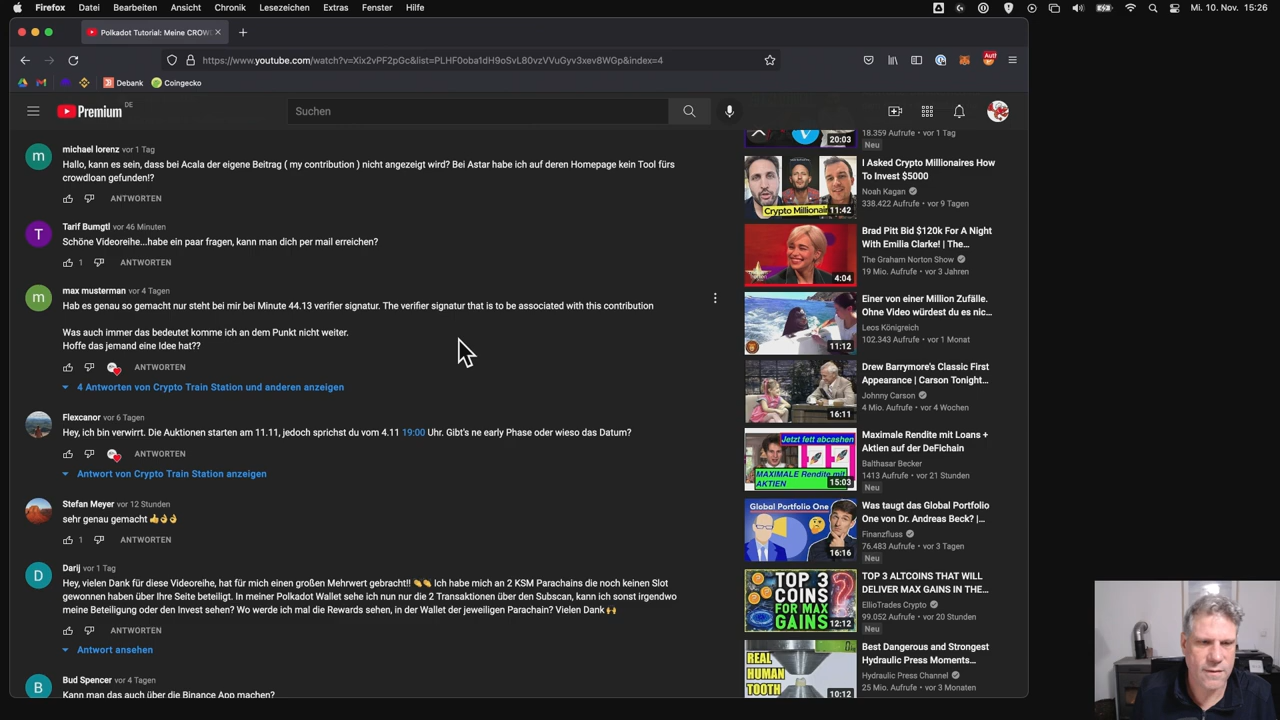 Firefox Datei Bearbeiten Ansicht Chronik Lesezeichen Extras Fenster Hilfe
Mi. 10. Nov. 15:26
Polkadot Tutorial: Meine CROW
https://www.youtube.com/watch?v=Xix2vPF2pGc&list=PLHF0oba1dH9oSvL80vzVVuGyv3xev8WGp&index=4
Debank Coingecko
Premium DE
Suchen
michael lorenz vor 1 Tag
Hallo, kann es sein, dass bei Acala der eigene Beitrag ( my contribution ) nicht angezeigt wird? Bei Astar habe ich auf deren Homepage kein Tool fürs
crowdloan gefunden!?
ANTWORTEN
Tarif Bumgtl vor 46 Minuten
Schöne Videoreihe...habe ein paar fragen, kann man dich per mail erreichen?
1 ANTWORTEN
max musterman vor 4 Tagen
Hab es genau so gemacht nur steht bei mir bei Minute 44.13 verifier signatur. The verifier signatur that is to be associated with this contribution
Was auch immer das bedeutet komme ich an dem Punkt nicht weiter.
Hoffe das jemand eine Idee hat??
ANTWORTEN
4 Antworten von Crypto Train Station und anderen anzeigen
Flexcanor vor 6 Tagen
Hey, ich bin verwirrt. Die Auktionen starten am 11.11, jedoch sprichst du vom 4.11 19:00 Uhr. Gibt's ne early Phase oder wieso das Datum?
ANTWORTEN
Antwort von Crypto Train Station anzeigen
Stefan Meyer vor 12 Stunden
sehr genau gemacht 👍👌👌
1 ANTWORTEN
Darij vor 1 Tag
Hey, vielen Dank für diese Videoreihe, hat für mich einen großen Mehrwert gebracht!! 👏👏 Ich habe mich an 2 KSM Parachains die noch keinen Slot
gewonnen haben über Ihre Seite beteiligt. In meiner Polkadot Wallet sehe ich nun nur die 2 Transaktionen über den Subscan, kann ich sonst irgendwo
meine Beteiligung oder den Invest sehen? Wo werde ich mal die Rewards sehen, in der Wallet der jeweiligen Parachain? Vielen Dank 🙌
ANTWORTEN
Antwort ansehen
Bud Spencer vor 4 Tagen
Kann man das auch über die Binance App machen?
20:03
18.359 Aufrufe • vor 1 Tag
Neu
Crypto Millionair
11:42
I Asked Crypto Millionaires How
To Invest $5000
Noah Kagan
338.422 Aufrufe • vor 9 Tagen
4:04
Brad Pitt Bid $120k For A Night
With Emilia Clarke! | The...
The Graham Norton Show
19 Mio. Aufrufe • vor 3 Jahren
11:12
Einer von einer Million Zufälle.
Ohne Video würdest du es nic...
Leos Königreich
102.343 Aufrufe • vor 1 Monat
16:11
Drew Barrymore's Classic First
Appearance | Carson Tonight...
Johnny Carson
4 Mio. Aufrufe • vor 4 Wochen
Jetzt fett abcashen
MAXIMALE Rendite mit
AKTIEN
15:03
Maximale Rendite mit Loans +
Aktien auf der DeFichain
Balthasar Becker
1413 Aufrufe • vor 21 Stunden
Neu
Global Portfolio One
16:16
Was taugt das Global Portfolio
One von Dr. Andreas Beck? |...
Finanzfluss
76.483 Aufrufe • vor 3 Tagen
Neu
TOP 3
COINS
FOR MAX
GAINS
12:12
TOP 3 ALTCOINS THAT WILL
DELIVER MAX GAINS IN THE...
EllioTrades Crypto
99.052 Aufrufe • vor 20 Stunden
Neu
REAL
HUMAN
TOOTH
10:12
Best Dangerous and Strongest
Hydraulic Press Moments...
Hydraulic Press Channel
25 Mio. Aufrufe • vor 3 Monaten